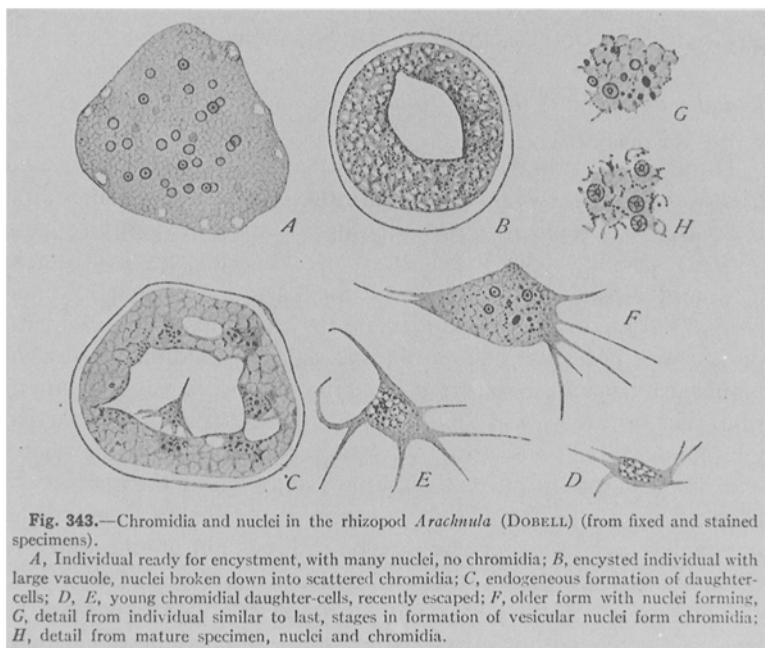 A
B
G
H
C
F
E
D
Fig. 343.—Chromidia and nuclei in the rhizopod Arachnula (DOBELL) (from fixed and stained
specimens).
A, Individual ready for encystment, with many nuclei, no chromidia; B, encysted individual with
large vacuole, nuclei broken down into scattered chromidia; C, endogeneous formation of daughter-
cells; D, E, young chromidial daughter-cells, recently escaped; F, older form with nuclei forming,
G, detail from individual similar to last, stages in formation of vesicular nuclei form chromidia;
H, detail from mature specimen, nuclei and chromidia.